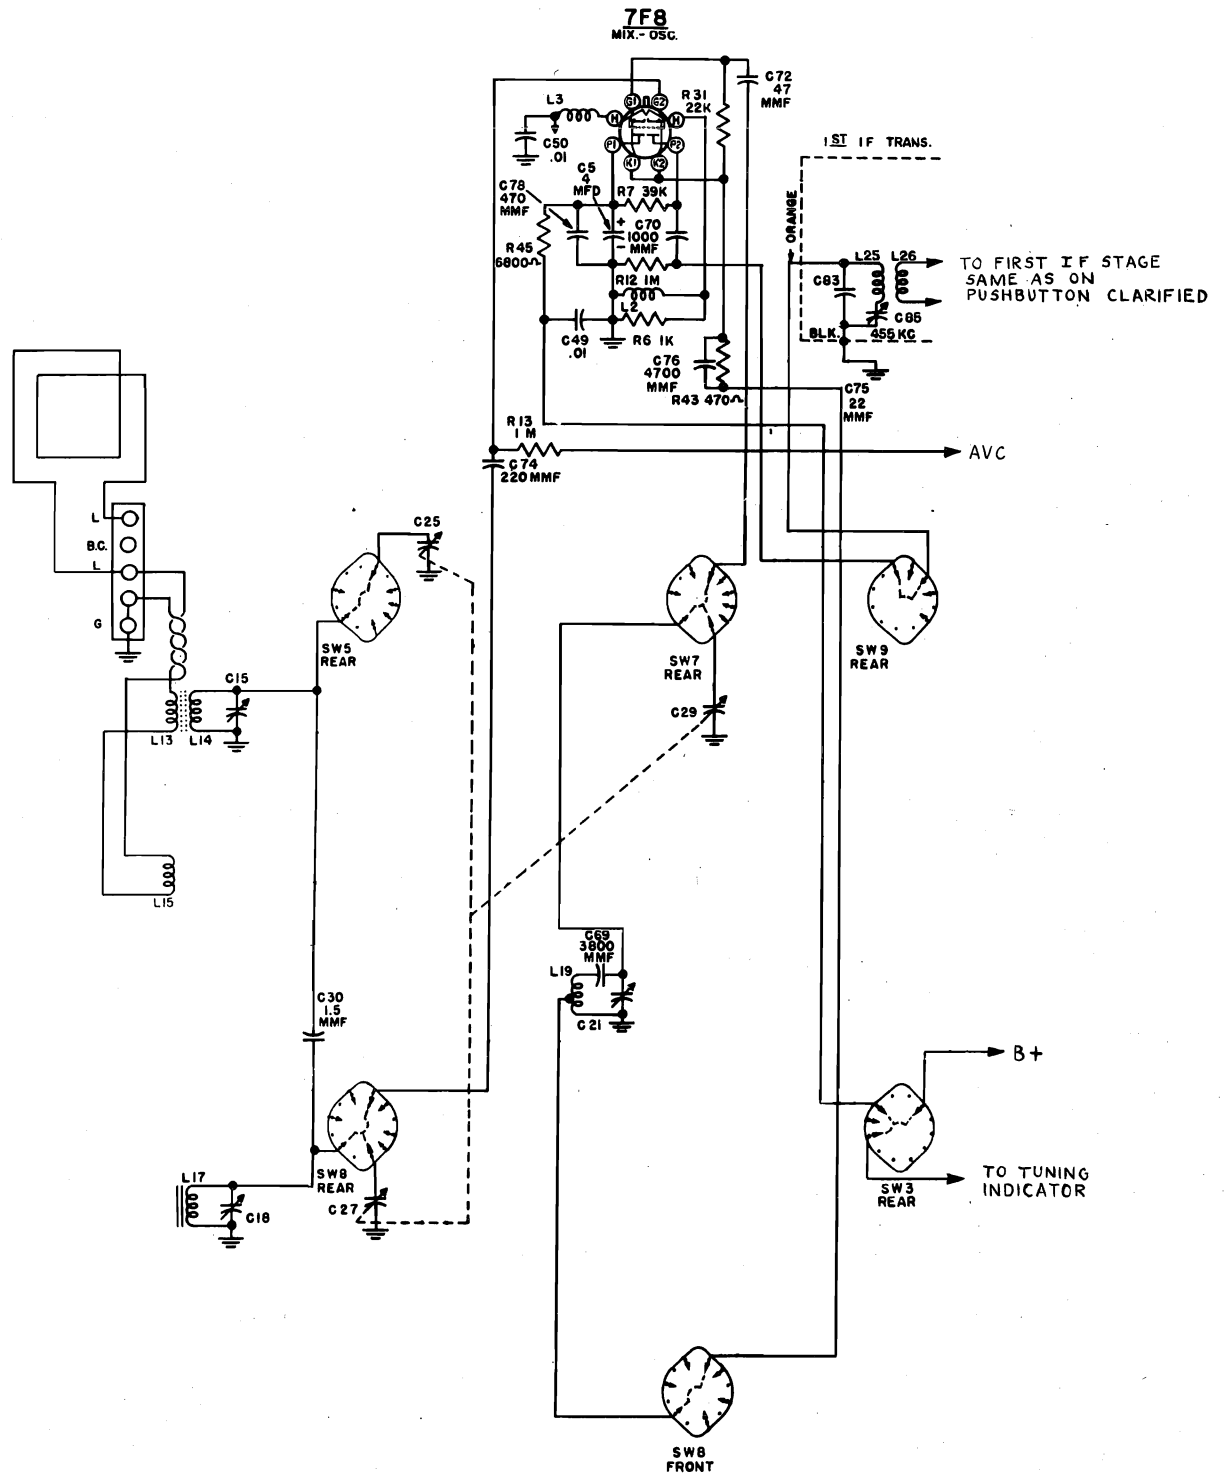 7F8
MIX.-OSC.
C72
47
MMF
R31
22K
L3
G1
G2
H
H
P1
P2
K1
K2
C50
.01
1ST IF TRANS.
C5
4
MFD
C78
470
MMF
R7 39K
ORANGE
+
-
C70
1000
MMF
R45
6800Ω
R12 1M
L2
L25
L26
C83
C85
455 KC
BLK.
TO FIRST IF STAGE
SAME AS ON
PUSHBUTTON CLARIFIED
C49
.01
R6 1K
C76
4700
MMF
R43 470Ω
C75
22
MMF
R13
1 M
C74
220 MMF
AVC
L
B.C.
L
G
C25
SW5
REAR
SW7
REAR
SW9
REAR
C15
L13
L14
C29
L15
C69
3800
MMF
L19
C21
C30
1.5
MMF
B+
L17
SW8
REAR
C27
C18
TO TUNING
INDICATOR
SW3
REAR
SW8
FRONT